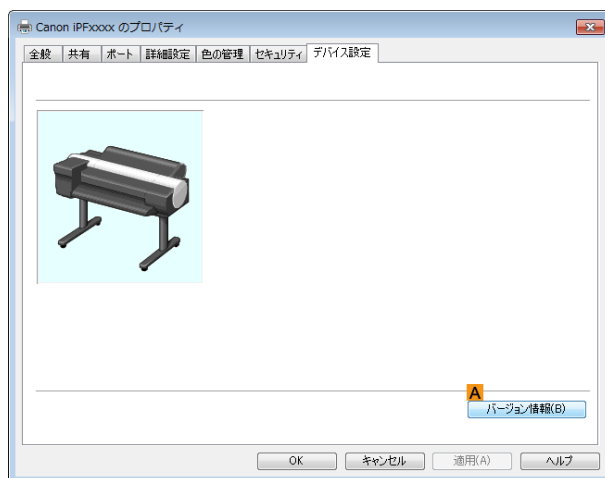 Canon iPFxxxx のプロパティ
全般 共有 ポート 詳細設定 色の管理 セキュリティ デバイス設定
A
バージョン情報(B)
OK キャンセル 適用(A) ヘルプ